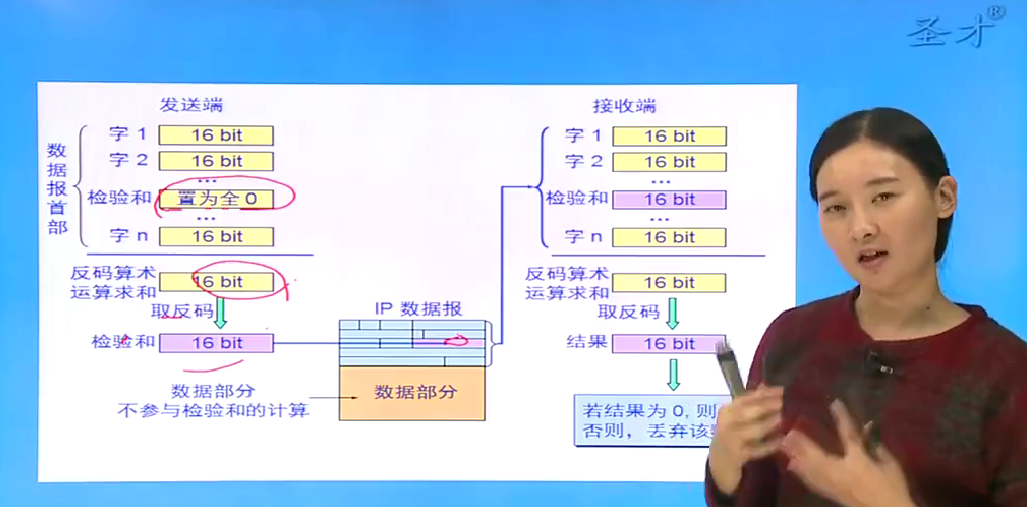 圣才®
发送端
数据报首部
字 1
16 bit
字 2
16 bit
...
检验和
置为全 0
...
字 n
16 bit
反码算术
运算求和
16 bit
取反码
检验和
16 bit
数据部分
不参与检验和的计算
IP 数据报
数据部分
接收端
字 1
16 bit
字 2
16 bit
...
检验和
16 bit
...
字 n
16 bit
反码算术
运算求和
16 bit
取反码
结果
16 bit
若结果为 0, 则
否则，丢弃该